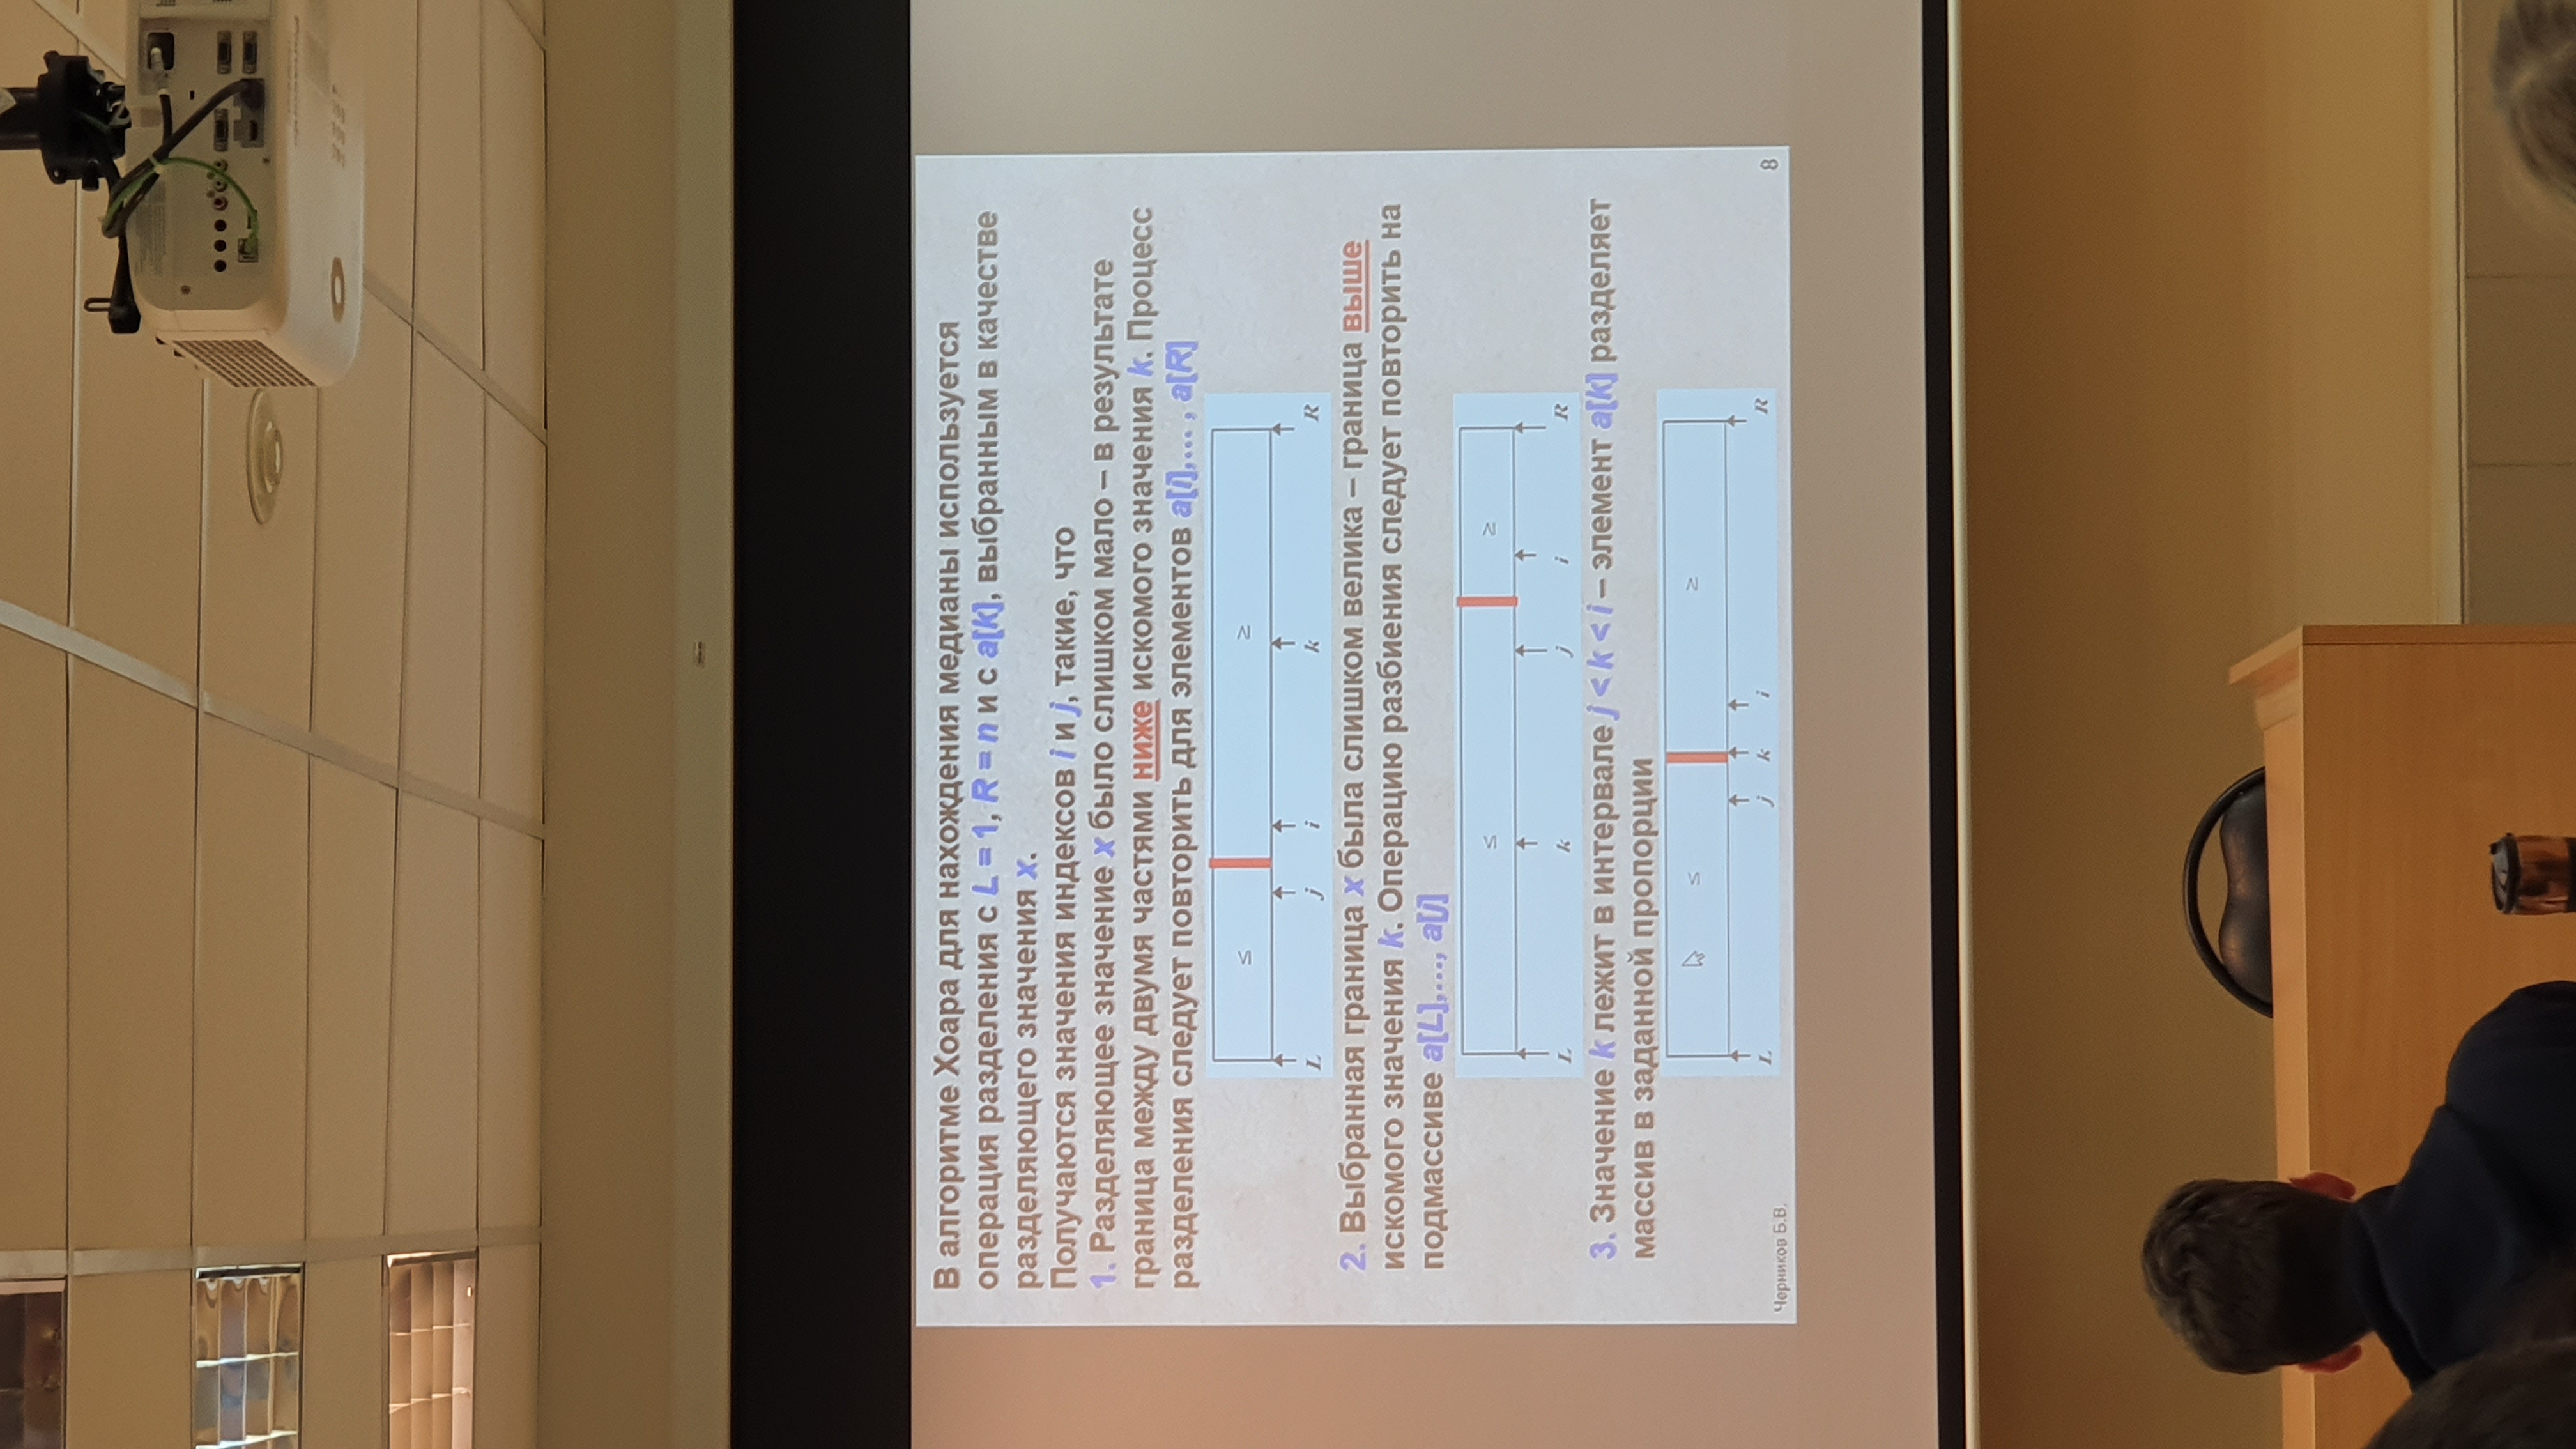 В алгоритме Хоара для нахождения медианы используется
операция разделения с L = 1, R = n и с a[k], выбранным в качестве
разделяющего значения x.
Получаются значения индексов i и j, такие, что
1. Разделяющее значение x было слишком мало – в результате
граница между двумя частями ниже искомого значения k. Процесс
разделения следует повторить для элементов a[i],... , a[R]
≤ ≥
L j i k R
2. Выбранная граница x была слишком велика – граница выше
искомого значения k. Операцию разбиения следует повторить на
подмассиве a[L],..., a[j]
≤ ≥
L k j i R
3. Значение k лежит в интервале j < k < i – элемент a[k] разделяет
массив в заданной пропорции
≤ ≥
L j k i R
Черников Б.В.
8